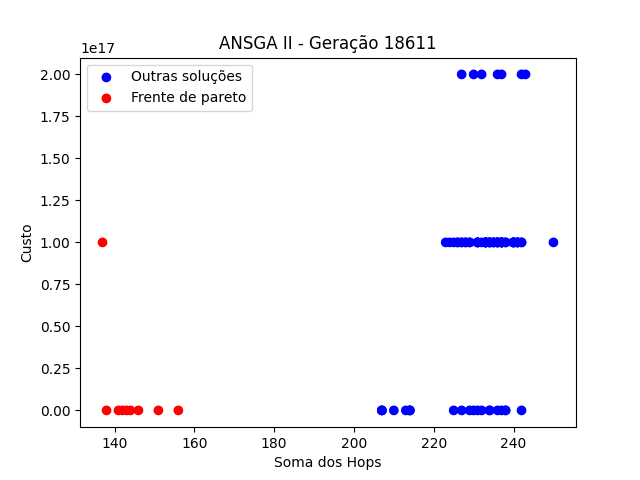 ANSGA II - Geração 18611
1e17
2.00
1.75
1.50
1.25
1.00
0.75
0.50
0.25
0.00
Custo
Outras soluções
Frente de pareto
140 160 180 200 220 240
Soma dos Hops